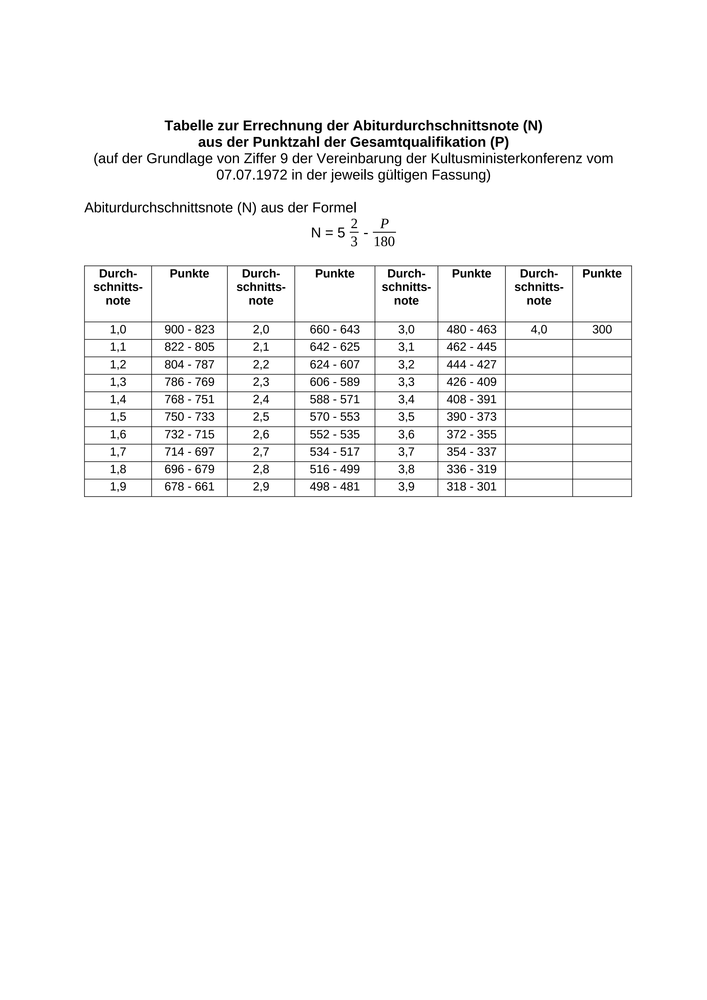 Tabelle zur Errechnung der Abiturdurchschnittsnote (N)
aus der Punktzahl der Gesamtqualifikation (P)
(auf der Grundlage von Ziffer 9 der Vereinbarung der Kultusministerkonferenz vom
07.07.1972 in der jeweils gültigen Fassung)
Abiturdurchschnittsnote (N) aus der Formel
N = 5 2/3 - P/180
Durch- Punkte Durch- Punkte Durch- Punkte Durch- Punkte
schnitts- schnitts- schnitts- schnitts-
note note note note
1,0 900 - 823 2,0 660 - 643 3,0 480 - 463 4,0 300
1,1 822 - 805 2,1 642 - 625 3,1 462 - 445
1,2 804 - 787 2,2 624 - 607 3,2 444 - 427
1,3 786 - 769 2,3 606 - 589 3,3 426 - 409
1,4 768 - 751 2,4 588 - 571 3,4 408 - 391
1,5 750 - 733 2,5 570 - 553 3,5 390 - 373
1,6 732 - 715 2,6 552 - 535 3,6 372 - 355
1,7 714 - 697 2,7 534 - 517 3,7 354 - 337
1,8 696 - 679 2,8 516 - 499 3,8 336 - 319
1,9 678 - 661 2,9 498 - 481 3,9 318 - 301